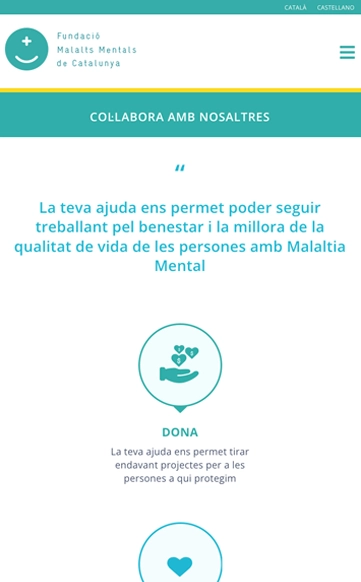 CATALÀ CASTELLANO
Fundació
Malalts Mentals
de Catalunya
COL·LABORA AMB NOSALTRES
“
La teva ajuda ens permet poder seguir
treballant pel benestar i la millora de la
qualitat de vida de les persones amb Malaltia
Mental
DONA
La teva ajuda ens permet tirar
endavant projectes per a les
persones a qui protegim